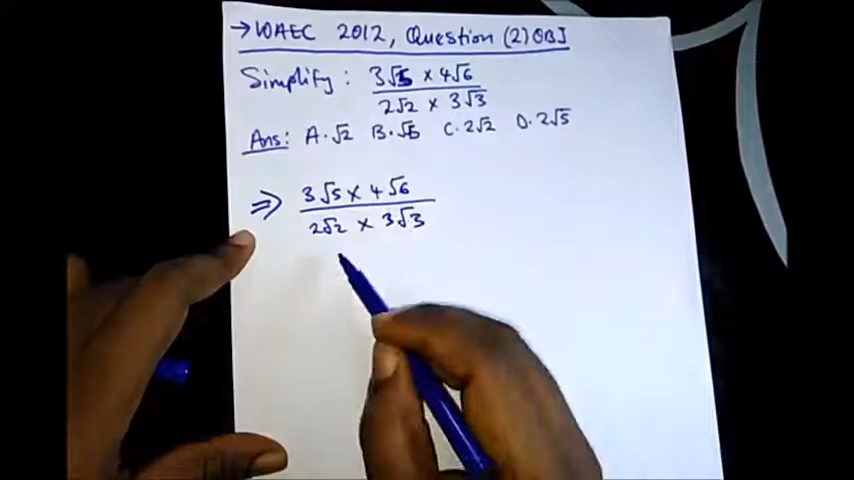 → WAEC 2012, Question (2) OBJ
Simplify: 3√5 × 4√6
2√2 × 3√3
Ans: A. √2 B. √5 C. 2√2 D. 2√5
⇒ 3√5 × 4√6
2√2 × 3√3